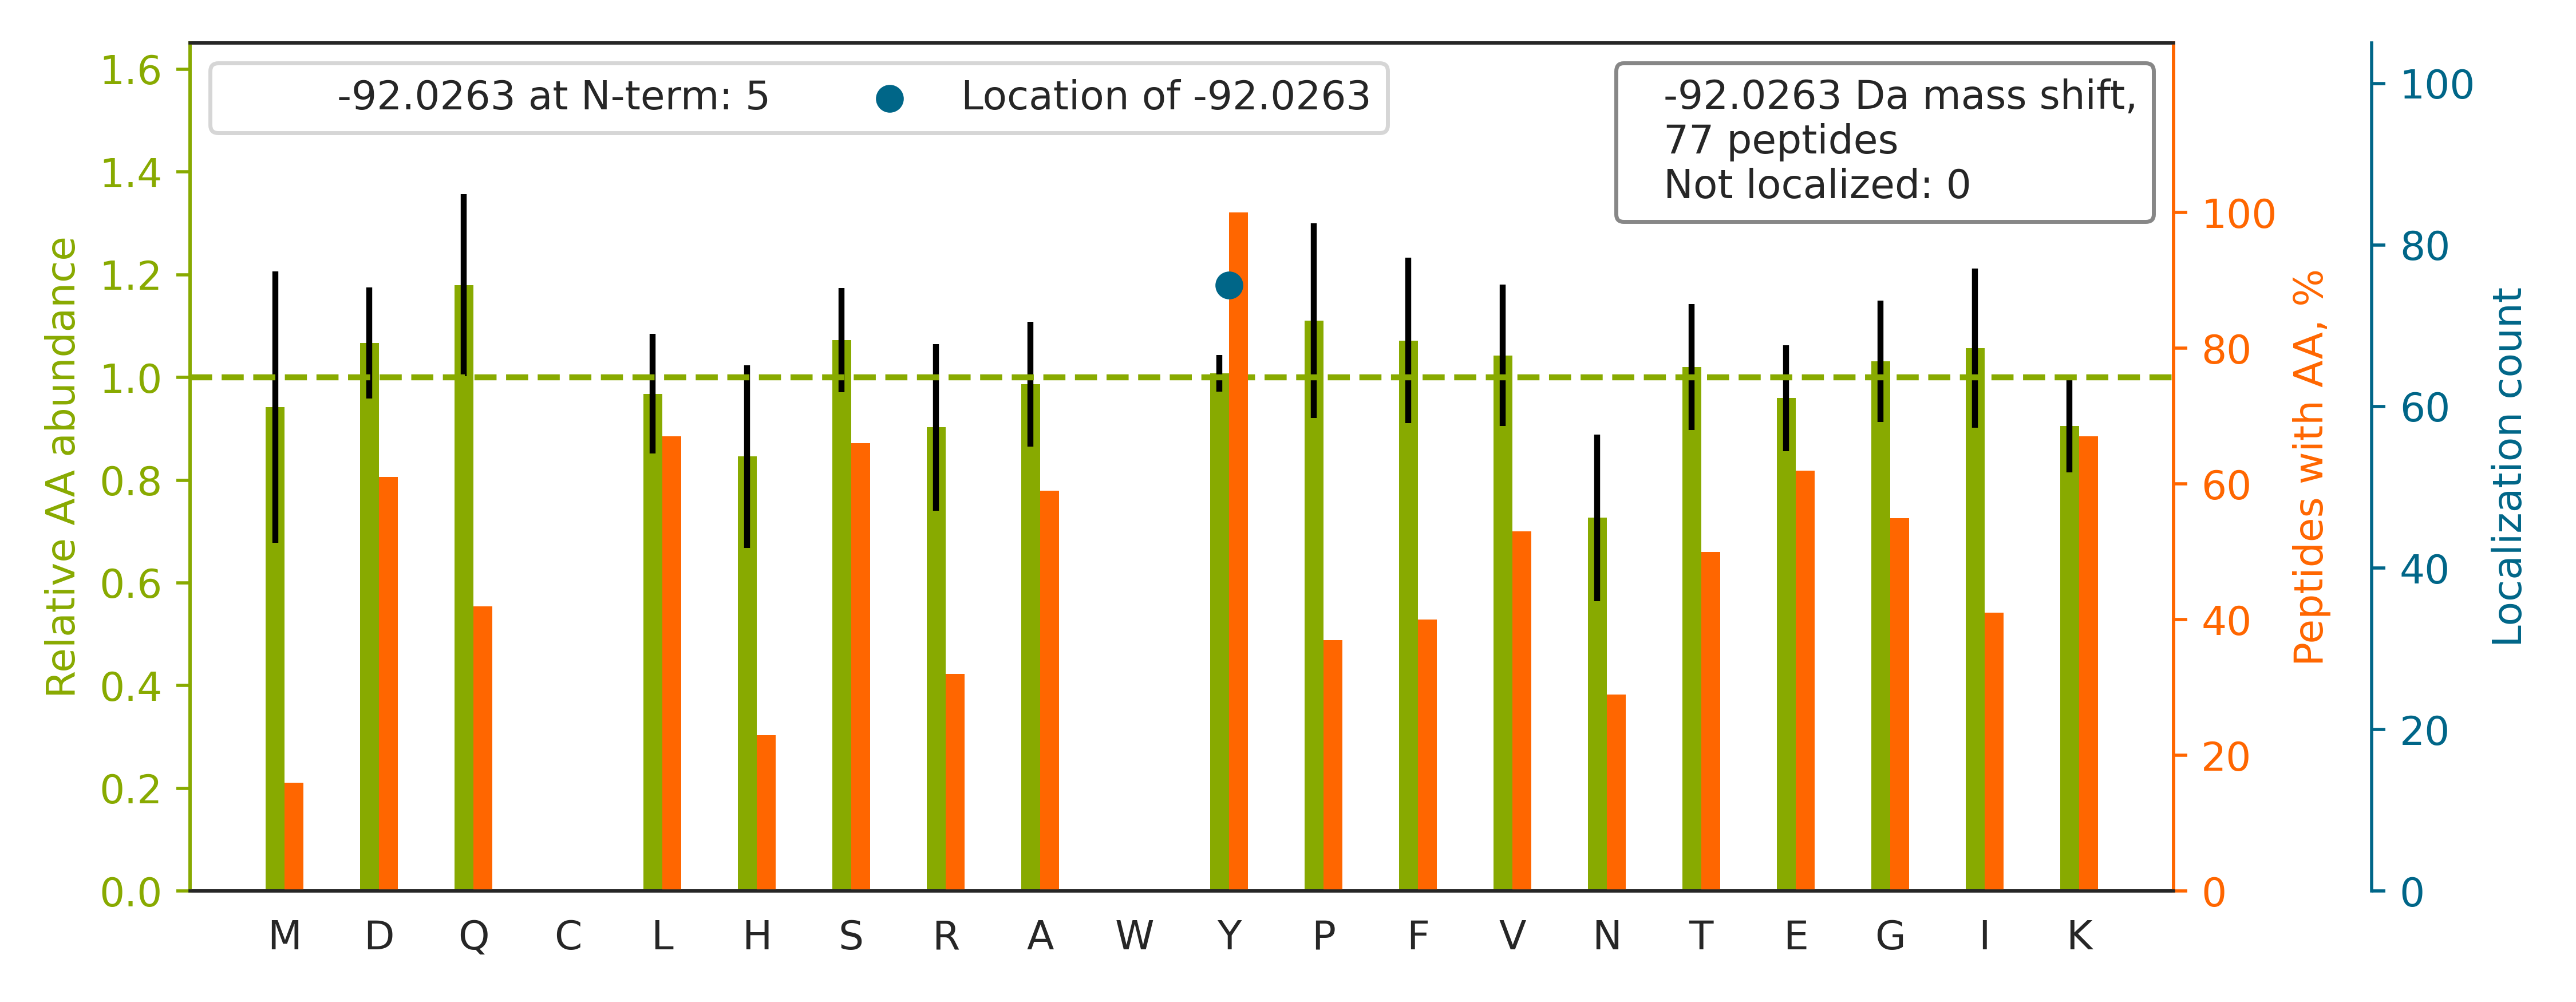 -92.0263 at N-term: 5
Location of -92.0263
-92.0263 Da mass shift,
77 peptides
Not localized: 0
Relative AA abundance
1.6
1.4
1.2
1.0
0.8
0.6
0.4
0.2
0.0
Peptides with AA, %
100
80
60
40
20
0
Localization count
100
80
60
40
20
0
M D Q C L H S R A W Y P F V N T E G I K